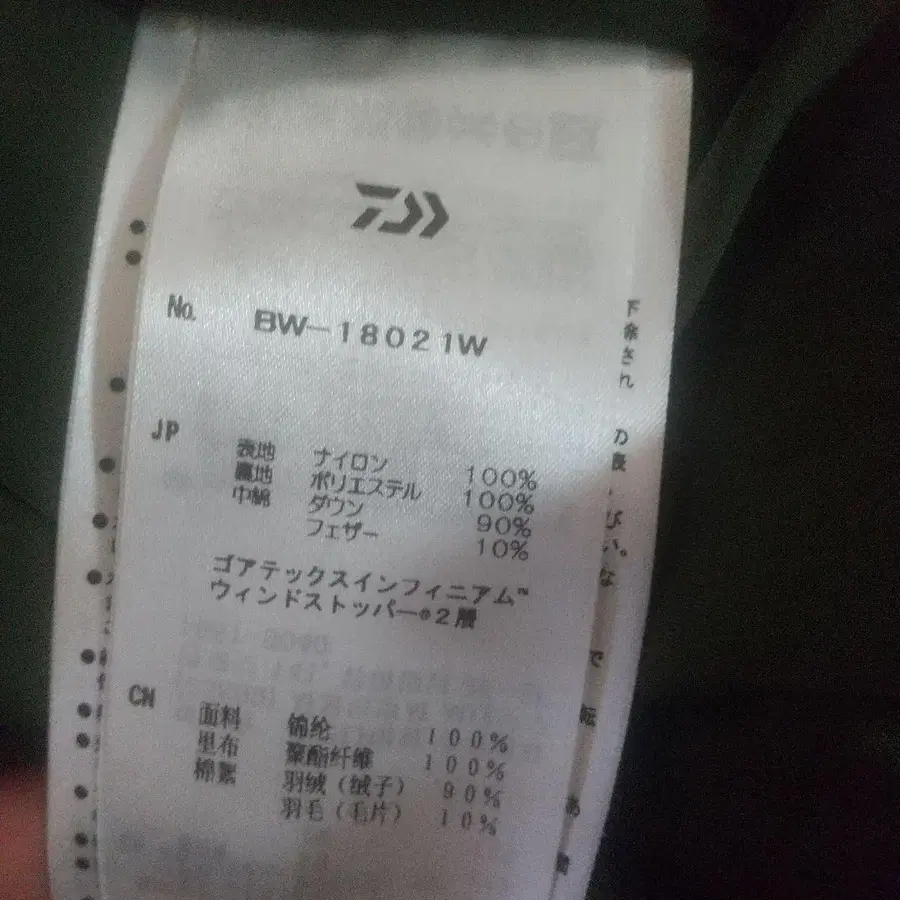 No. BW-18021W
JP
表地 ナイロン 100%
裏地 ポリエステル 100%
中綿 ダウン 90%
フェザー 10%
ゴアテックスインフィニアム™
ウィンドストッパー®2層
CN
面料 锦纶 100%
里布 聚酯纤维 100%
棉絮 羽绒（绒子） 90%
羽毛（毛片） 10%